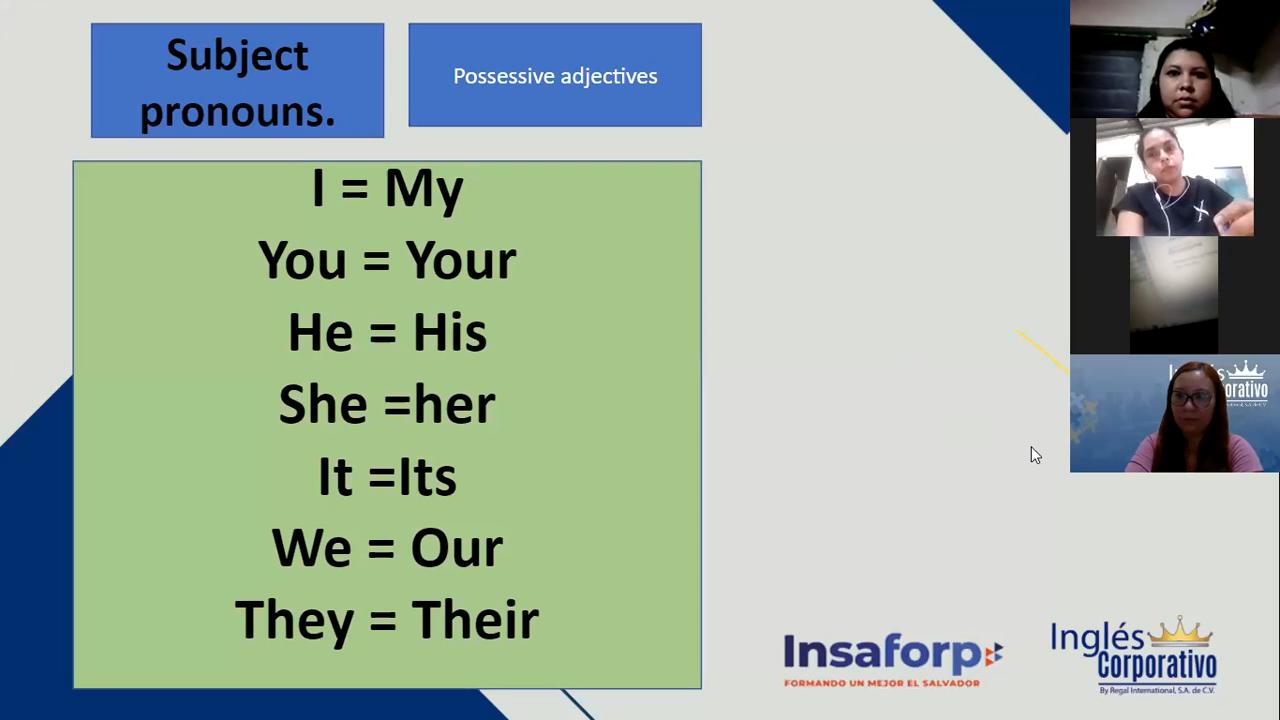 Subject
pronouns.
Possessive adjectives
I = My
You = Your
He = His
She =her
It =Its
We = Our
They = Their
Insaforp
FORMANDO UN MEJOR EL SALVADOR
Inglés
Corporativo
By Regal International, S.A. de C.V.